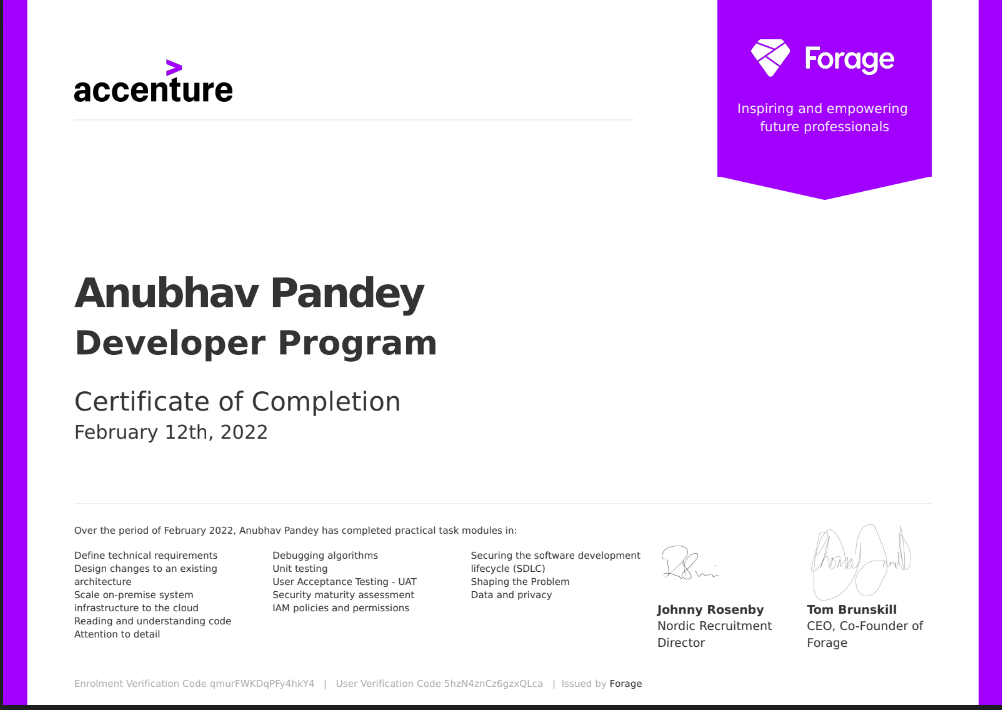 accenture
Forage
Inspiring and empowering
future professionals
Anubhav Pandey
Developer Program
Certificate of Completion
February 12th, 2022
Over the period of February 2022, Anubhav Pandey has completed practical task modules in:
Define technical requirements
Design changes to an existing
architecture
Scale on-premise system
infrastructure to the cloud
Reading and understanding code
Attention to detail
Debugging algorithms
Unit testing
User Acceptance Testing - UAT
Security maturity assessment
IAM policies and permissions
Securing the software development
lifecycle (SDLC)
Shaping the Problem
Data and privacy
Johnny Rosenby
Nordic Recruitment
Director
Tom Brunskill
CEO, Co-Founder of
Forage
Enrolment Verification Code qmurFWKDqPFy4hkY4 | User Verification Code 5hzN4znCz6gzxQLca | Issued by Forage